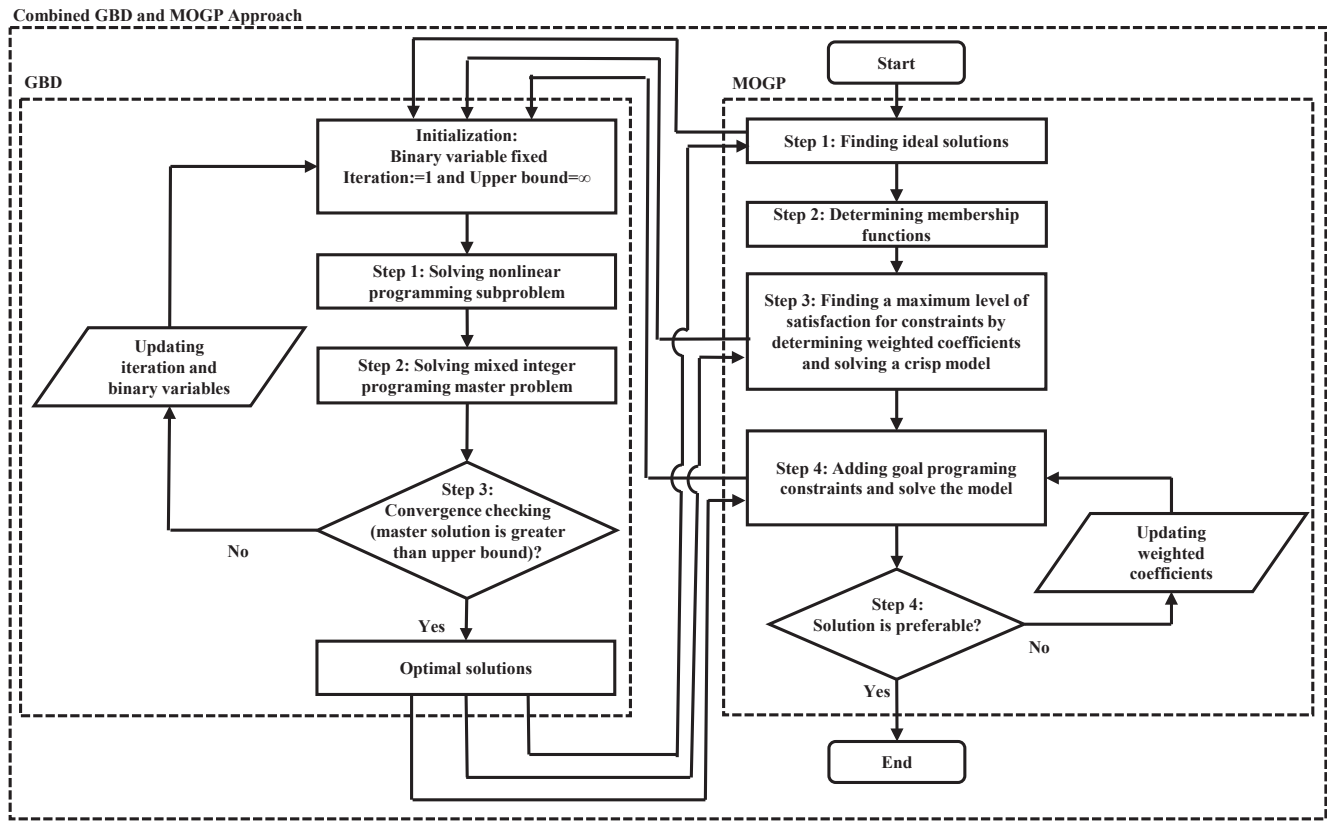 Combined GBD and MOGP Approach
GBD
Initialization:
Binary variable fixed
Iteration:=1 and Upper bound=∞
Step 1: Solving nonlinear
programming subproblem
Step 2: Solving mixed integer
programing master problem
Updating
iteration and
binary variables
Step 3:
Convergence checking
(master solution is greater
than upper bound)?
No
Yes
Optimal solutions
Start
MOGP
Step 1: Finding ideal solutions
Step 2: Determining membership
functions
Step 3: Finding a maximum level of
satisfaction for constraints by
determining weighted coefficients
and solving a crisp model
Step 4: Adding goal programing
constraints and solve the model
Updating
weighted
coefficients
Step 4:
Solution is preferable?
No
Yes
End